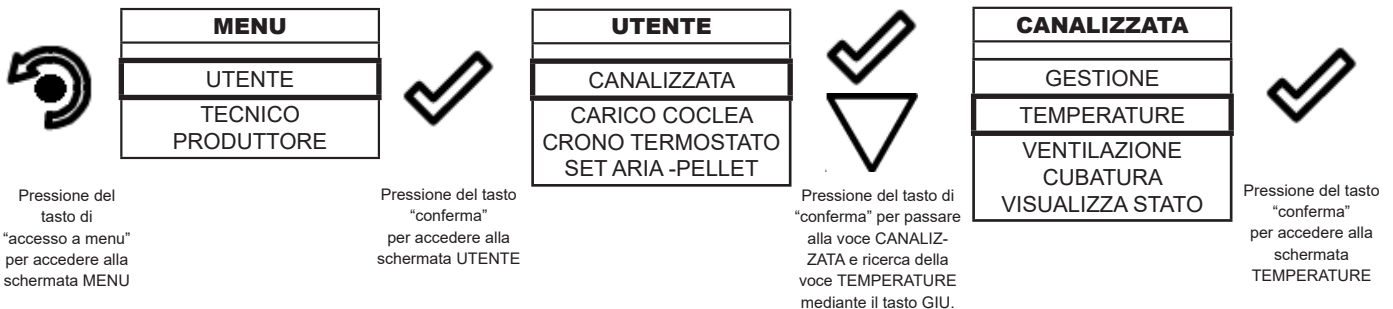 MENU
UTENTE
TECNICO
PRODUTTORE
Pressione del
tasto di
“accesso a menu”
per accedere alla
schermata MENU
Pressione del tasto
“conferma”
per accedere alla
schermata UTENTE
UTENTE
CANALIZZATA
CARICO COCLEA
CRONO TERMOSTATO
SET ARIA -PELLET
Pressione del tasto di
“conferma” per passare
alla voce CANALIZ-
ZATA e ricerca della
voce TEMPERATURE
mediante il tasto GIU.
CANALIZZATA
GESTIONE
TEMPERATURE
VENTILAZIONE
CUBATURA
VISUALIZZA STATO
Pressione del tasto
“conferma”
per accedere alla
schermata
TEMPERATURE